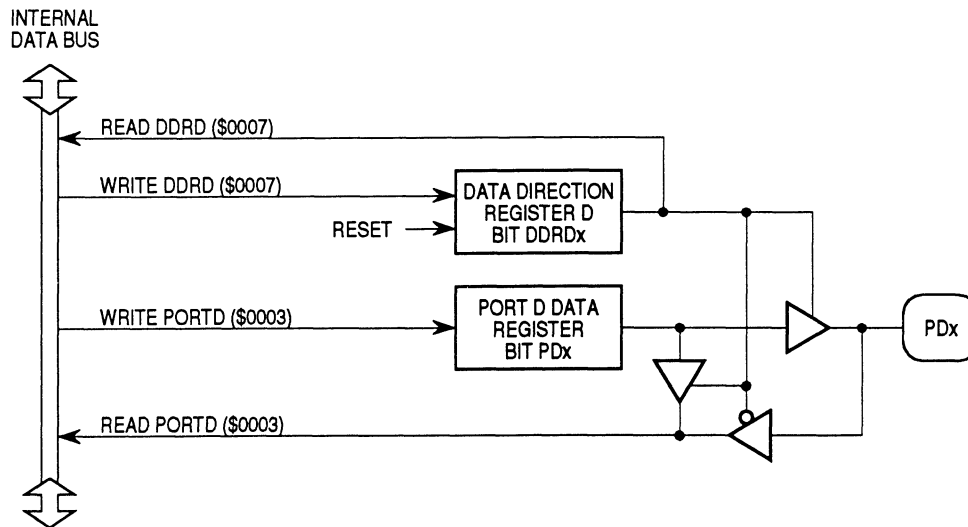 INTERNAL
DATA BUS
READ DDRD ($0007)
WRITE DDRD ($0007)
RESET
DATA DIRECTION
REGISTER D
BIT DDRDx
WRITE PORTD ($0003)
PORT D DATA
REGISTER
BIT PDx
PDx
READ PORTD ($0003)